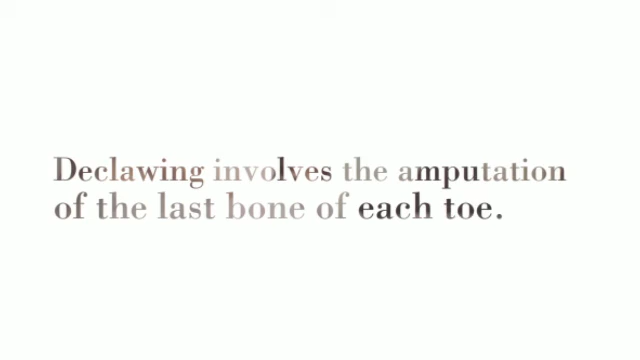 Declawing involves the amputation
of the last bone of each toe.